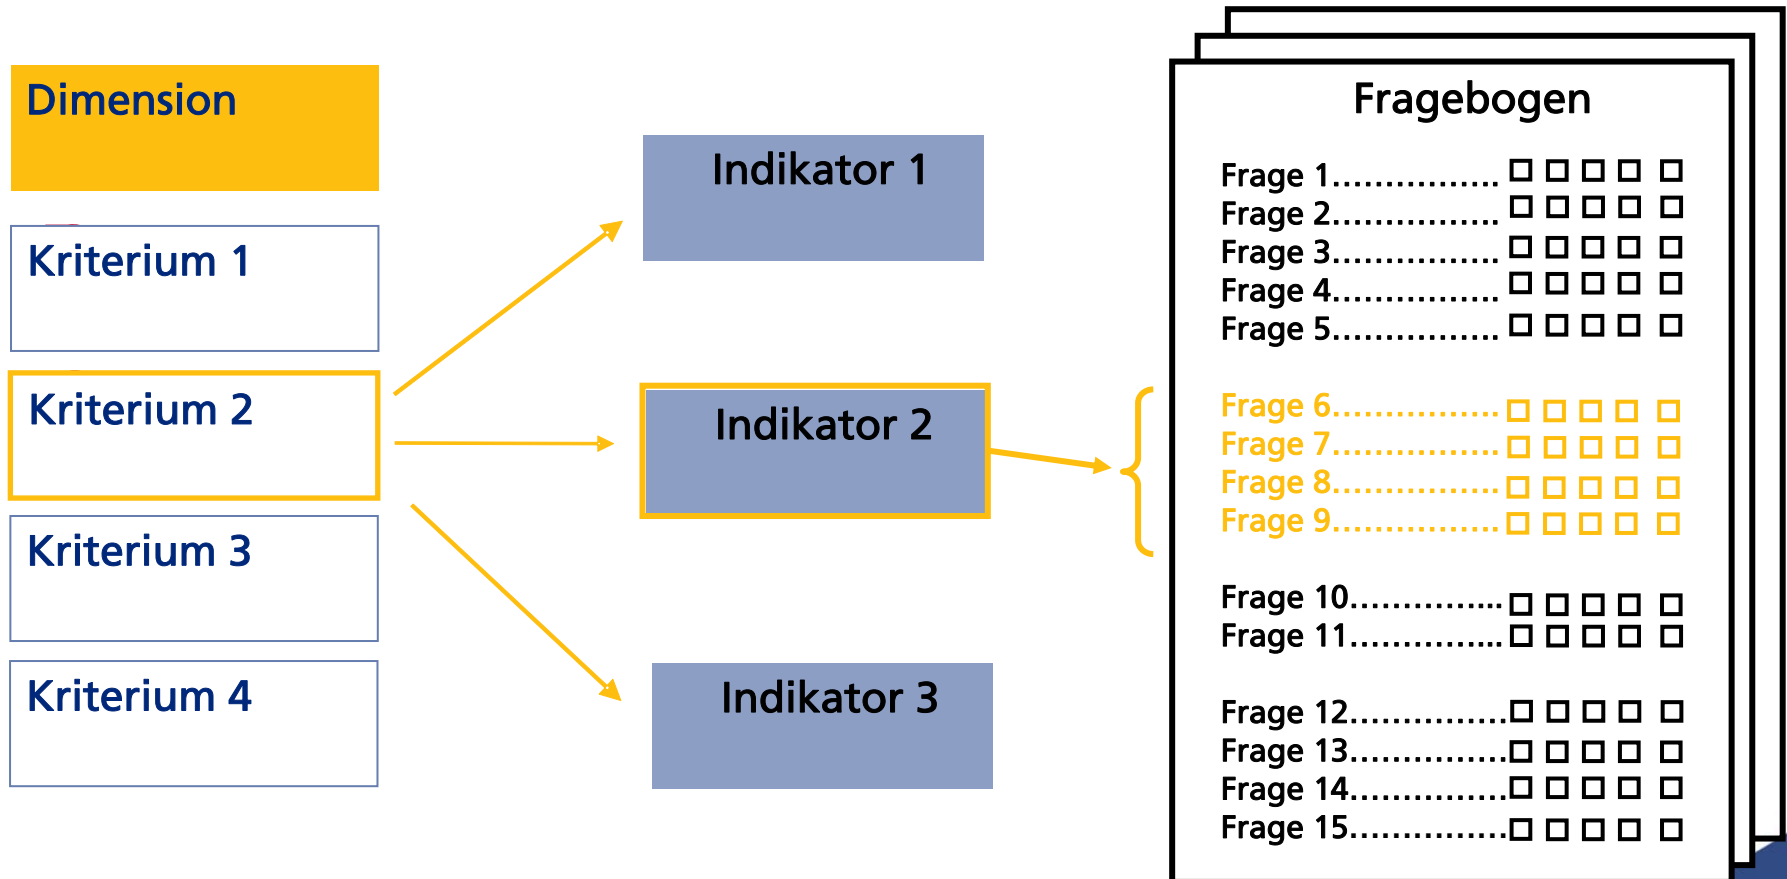 Dimension
Kriterium 1
Kriterium 2
Kriterium 3
Kriterium 4
Indikator 1
Indikator 2
Indikator 3
Fragebogen
Frage 1................
Frage 2................
Frage 3................
Frage 4................
Frage 5................
Frage 6................
Frage 7................
Frage 8................
Frage 9................
Frage 10...............
Frage 11...............
Frage 12...............
Frage 13...............
Frage 14...............
Frage 15...............